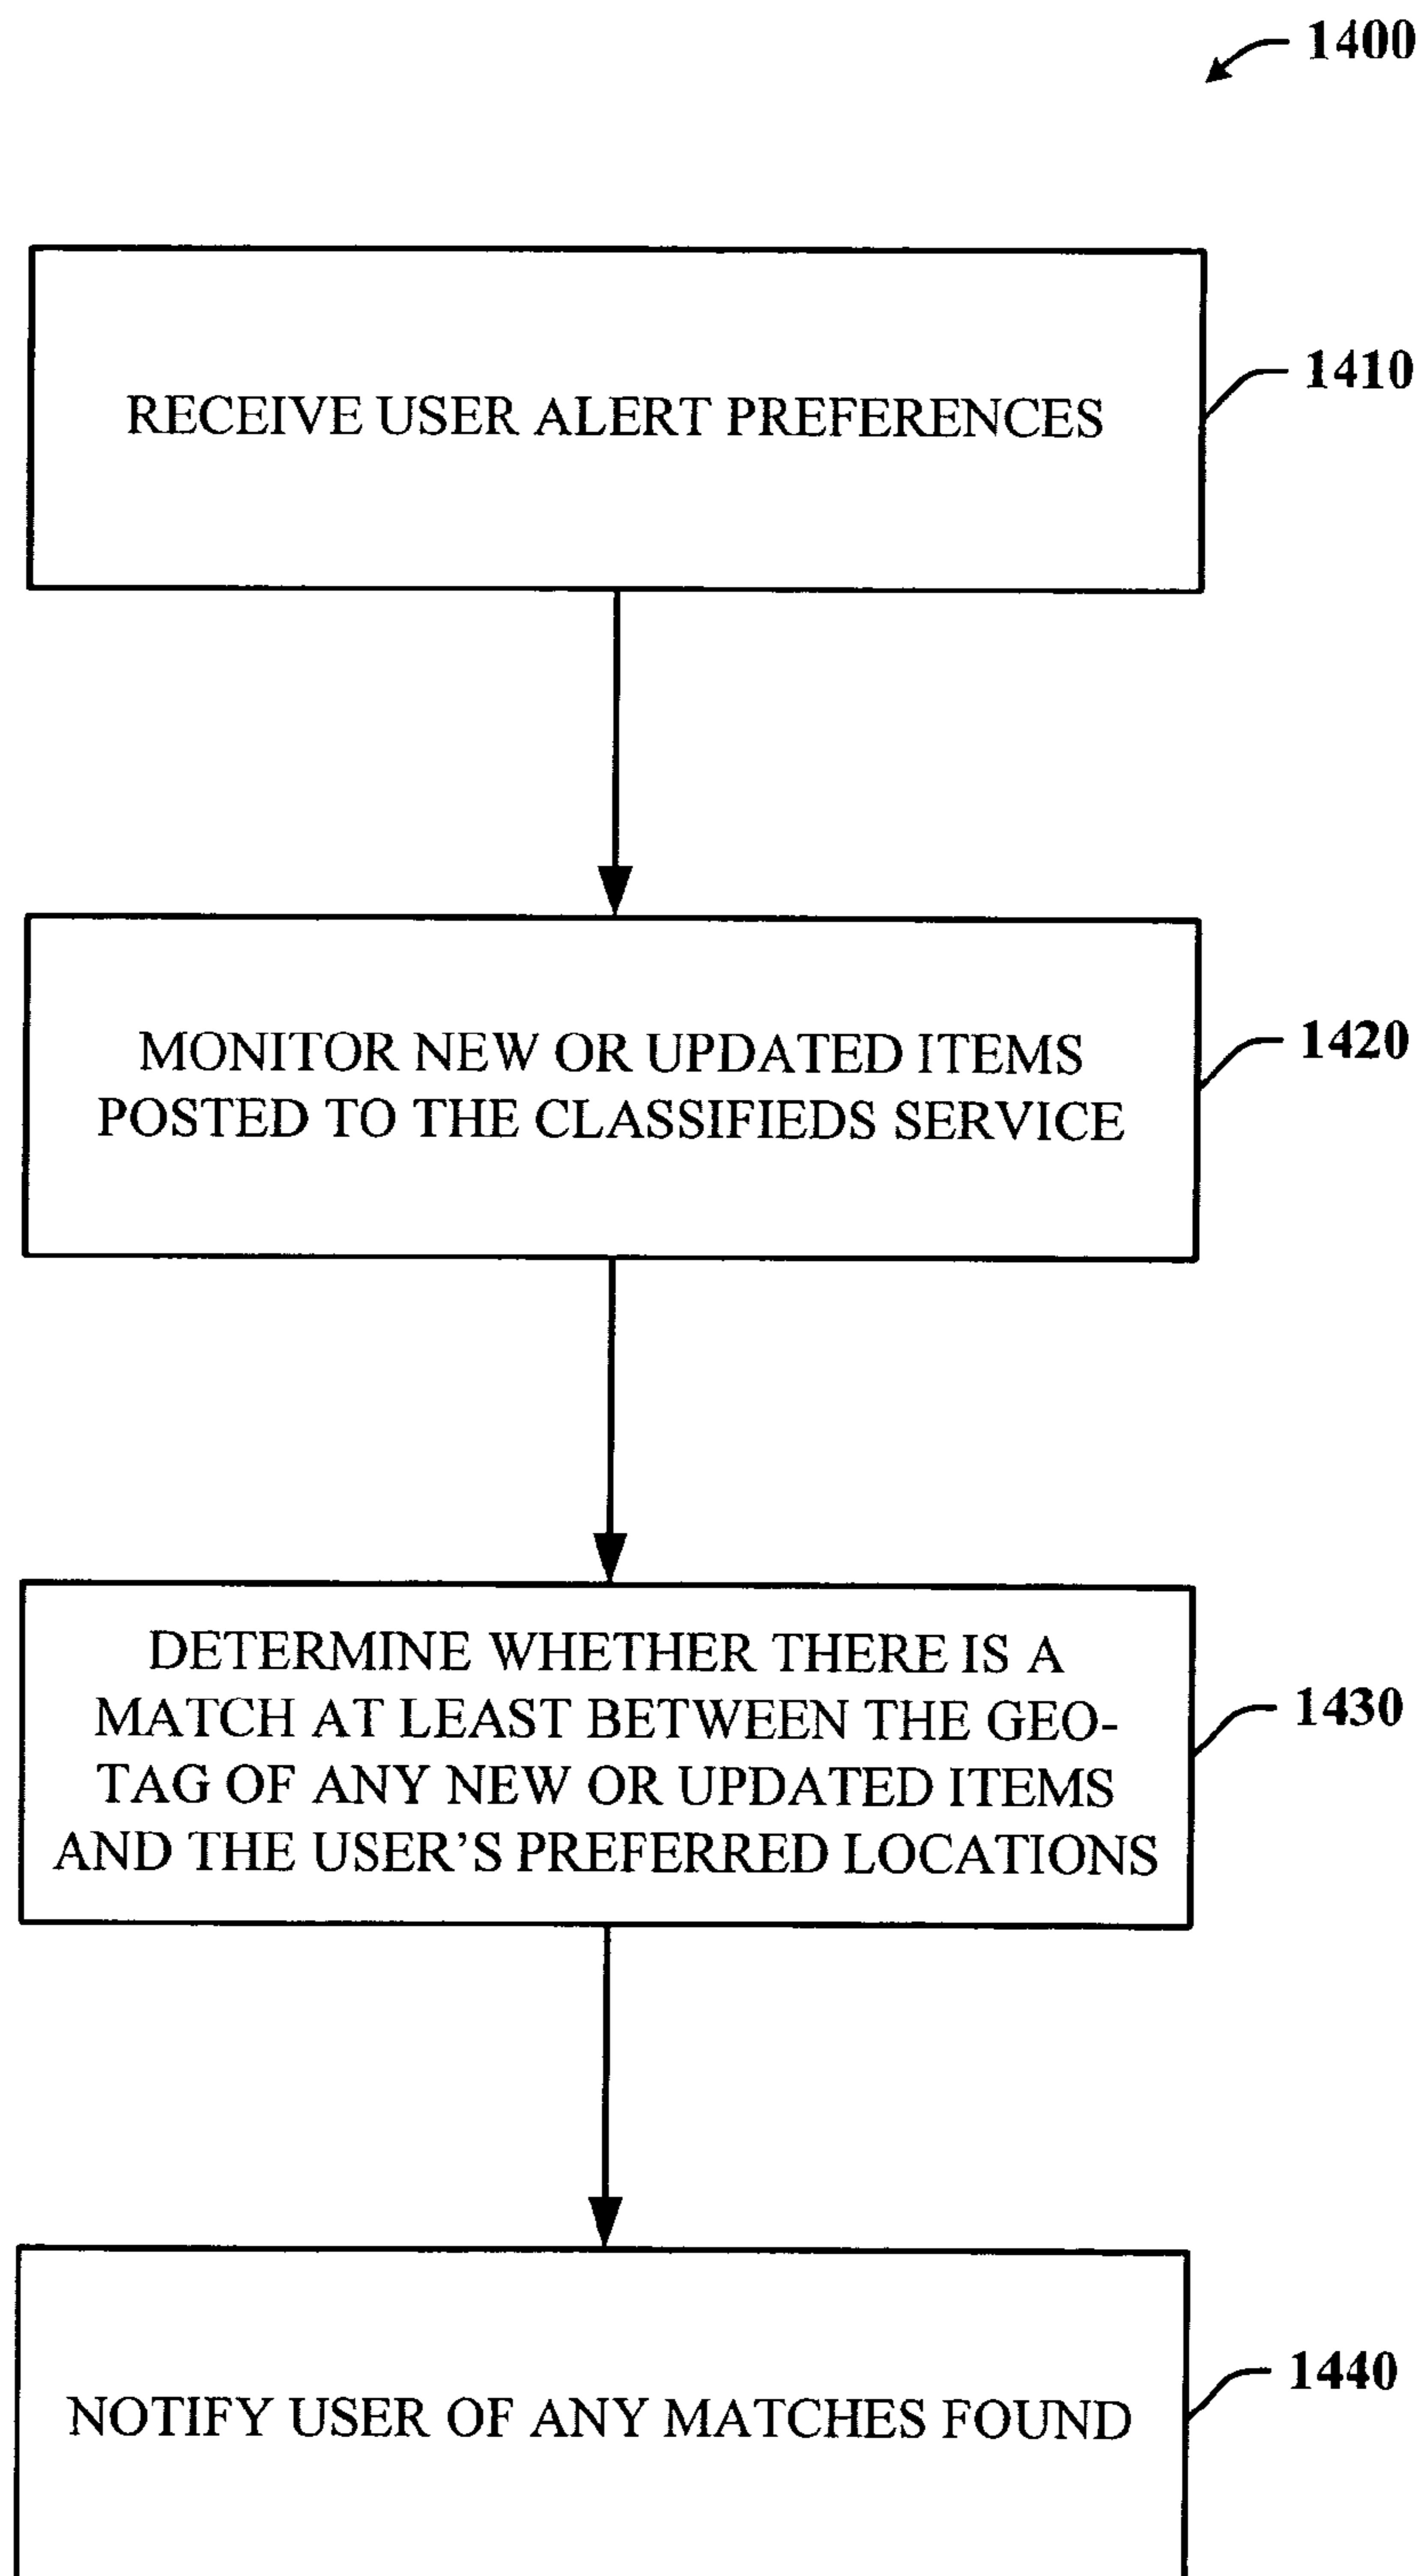 1400
RECEIVE USER ALERT PREFERENCES
1410
MONITOR NEW OR UPDATED ITEMS
POSTED TO THE CLASSIFIEDS SERVICE
1420
DETERMINE WHETHER THERE IS A
MATCH AT LEAST BETWEEN THE GEO-
TAG OF ANY NEW OR UPDATED ITEMS
AND THE USER'S PREFERRED LOCATIONS
1430
NOTIFY USER OF ANY MATCHES FOUND
1440